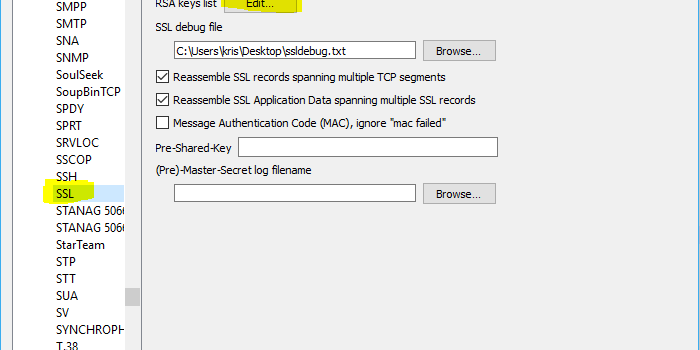 SMPP
SMTP
SNA
SNMP
SoulSeek
SoupBinTCP
SPDY
SPRT
SRVLOC
SSCOP
SSH
SSL
STANAG 506
STANAG 506
StarTeam
STP
STT
SUA
SV
SYNCHROPH
T.38
RSA keys list Edit...
SSL debug file
C:\Users\kris\Desktop\ssldebug.txt Browse...
Reassemble SSL records spanning multiple TCP segments
Reassemble SSL Application Data spanning multiple SSL records
Message Authentication Code (MAC), ignore "mac failed"
Pre-Shared-Key
(Pre)-Master-Secret log filename
Browse...